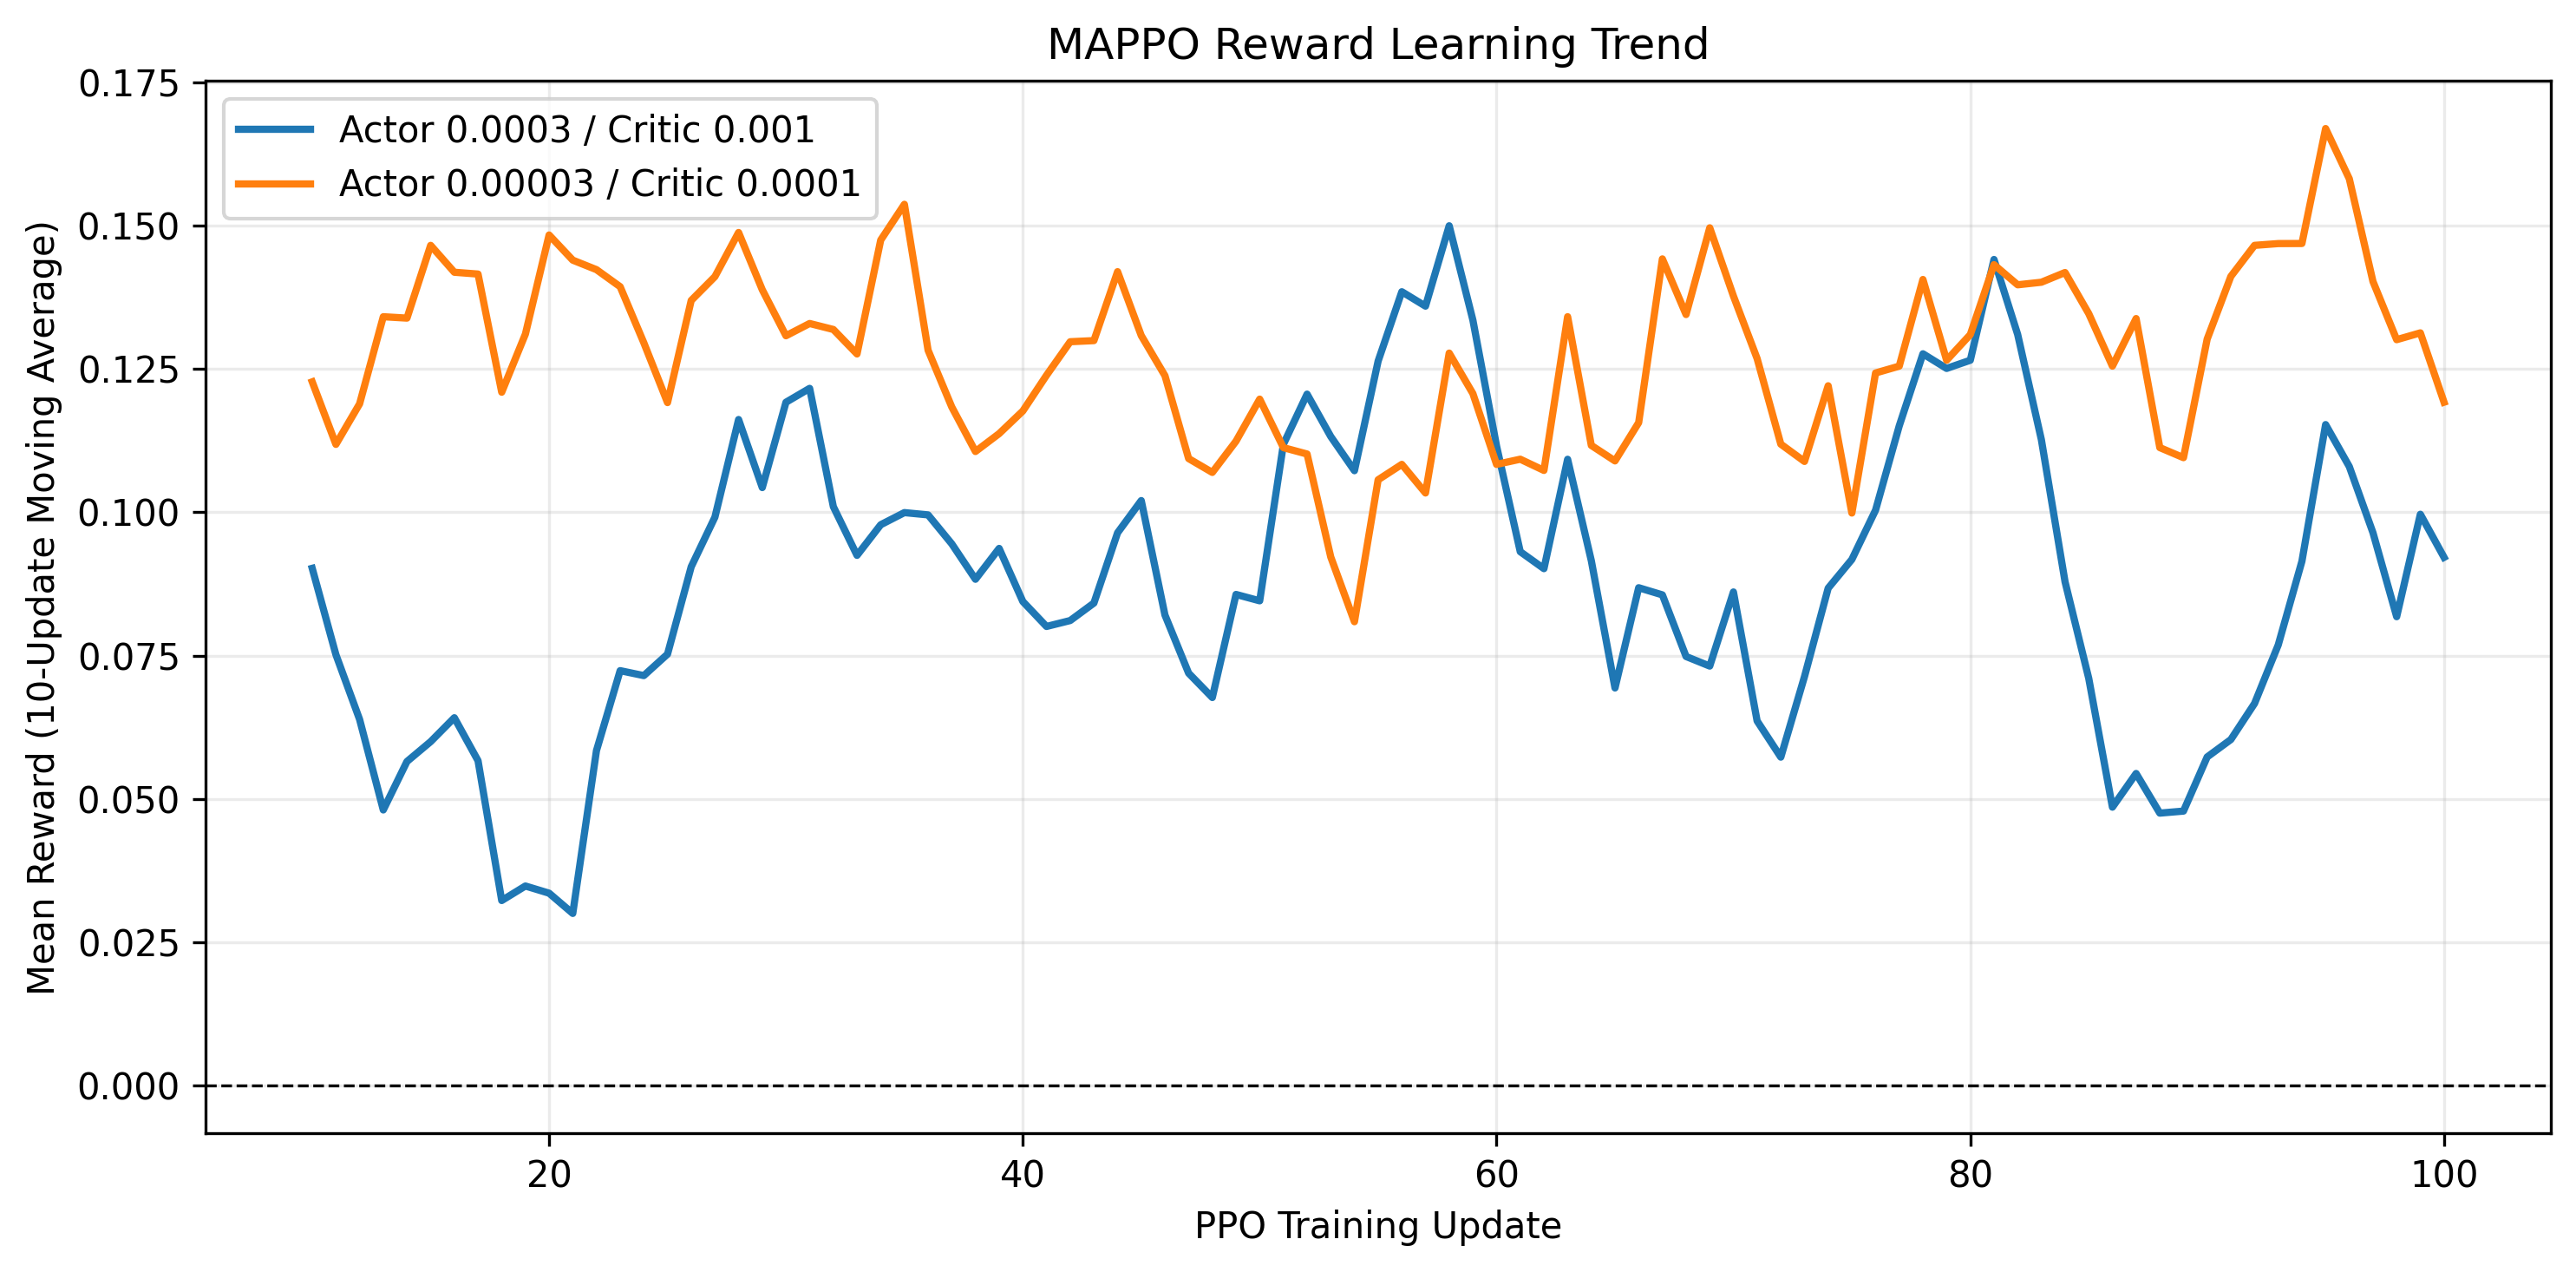 MAPPO Reward Learning Trend
Actor 0.0003 / Critic 0.001
Actor 0.00003 / Critic 0.0001
Mean Reward (10-Update Moving Average)
0.175
0.150
0.125
0.100
0.075
0.050
0.025
0.000
20 40 60 80 100
PPO Training Update